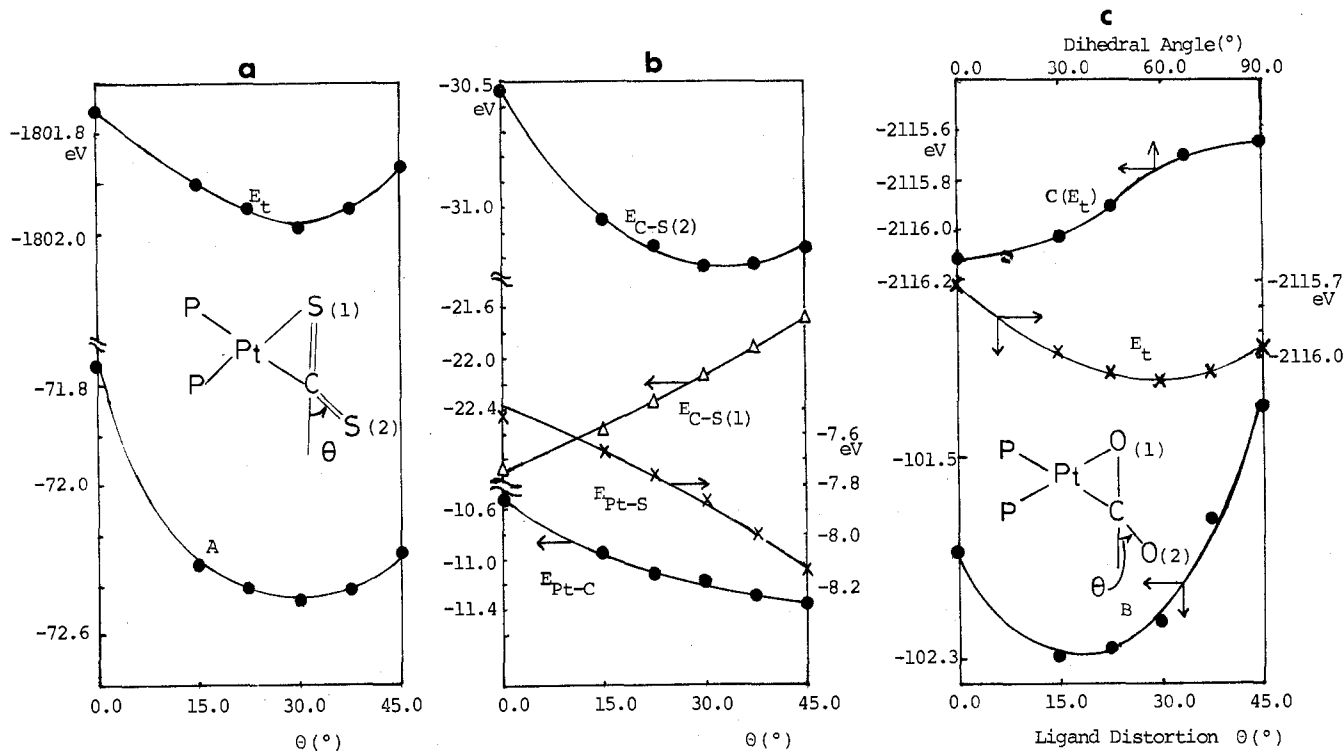 a
-1801.8
eV
E_t
-1802.0
P
S(1)
Pt
P
C
S(2)
θ
-71.8
-72.0
A
-72.6
0.0 15.0 30.0 45.0
θ(°)
b
-30.5
eV
-31.0
E_C-S(2)
-21.6
-22.0
E_C-S(1)
-22.4
-7.6
eV
-7.8
E_Pt-S
-10.6
-8.0
-11.0
E_Pt-C
-8.2
-11.4
0.0 15.0 30.0 45.0
θ(°)
c
Dihedral Angle(°)
0.0 30.0 60.0 90.0
-2115.6
eV
-2115.8
C(E_t)
-2116.0
-2116.2
-2115.7
eV
E_t
-2116.0
-101.5
P
O(1)
Pt
P
C
O(2)
θ
B
-102.3
0.0 15.0 30.0 45.0
Ligand Distortion θ(°)